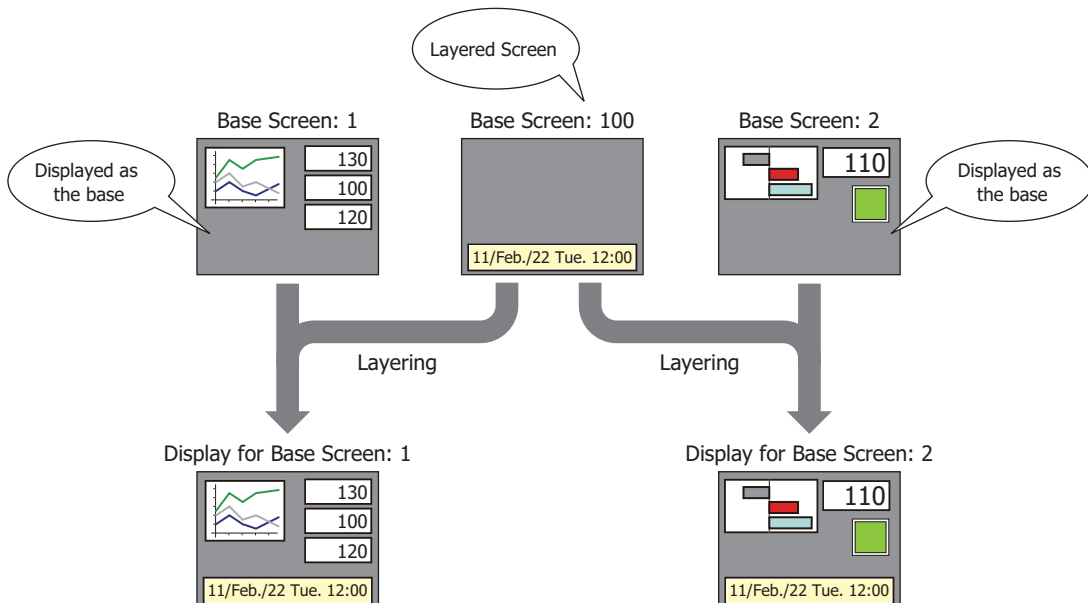 Layered Screen
Base Screen: 1
Base Screen: 100
Base Screen: 2
Displayed as
the base
130
100
120
11/Feb./22 Tue. 12:00
110
Displayed as
the base
Layering
Layering
Display for Base Screen: 1
Display for Base Screen: 2
130
100
120
11/Feb./22 Tue. 12:00
110
11/Feb./22 Tue. 12:00